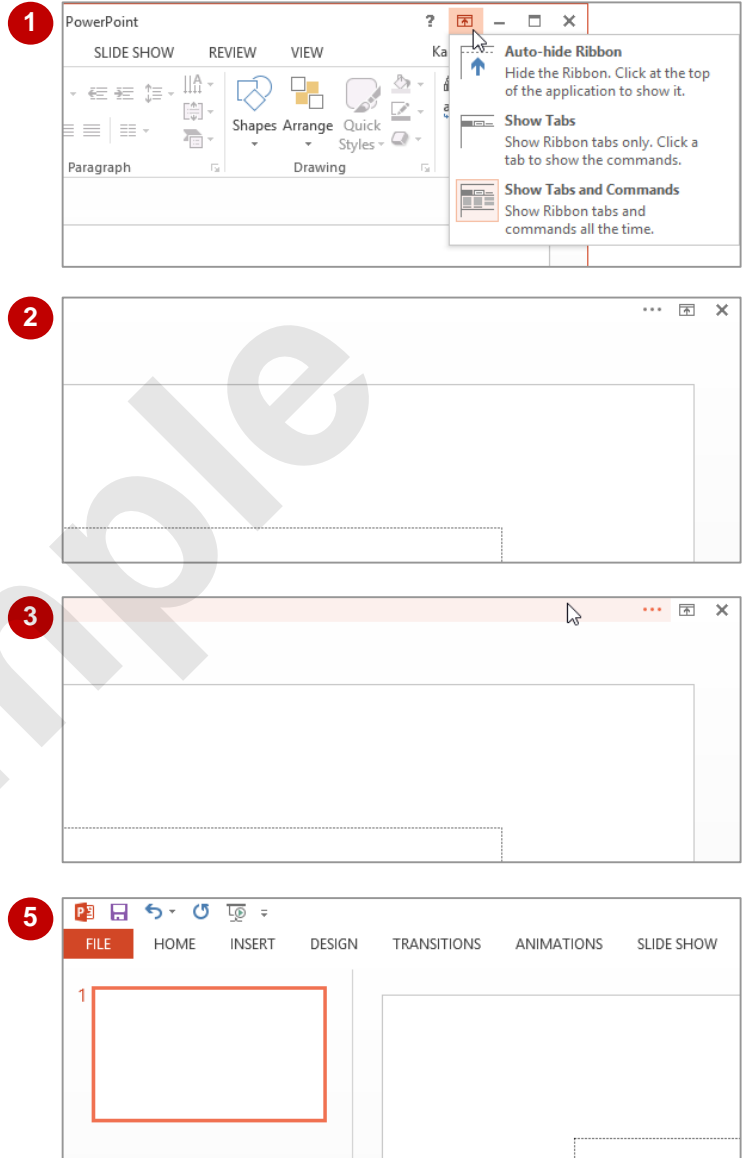 1
PowerPoint
?
SLIDE SHOW REVIEW VIEW Ka
Auto-hide Ribbon
Hide the Ribbon. Click at the top
of the application to show it.
Show Tabs
Show Ribbon tabs only. Click a
tab to show the commands.
Show Tabs and Commands
Show Ribbon tabs and
commands all the time.
Shapes Arrange Quick
Styles
Paragraph Drawing
2
3
5
FILE HOME INSERT DESIGN TRANSITIONS ANIMATIONS SLIDE SHOW
1